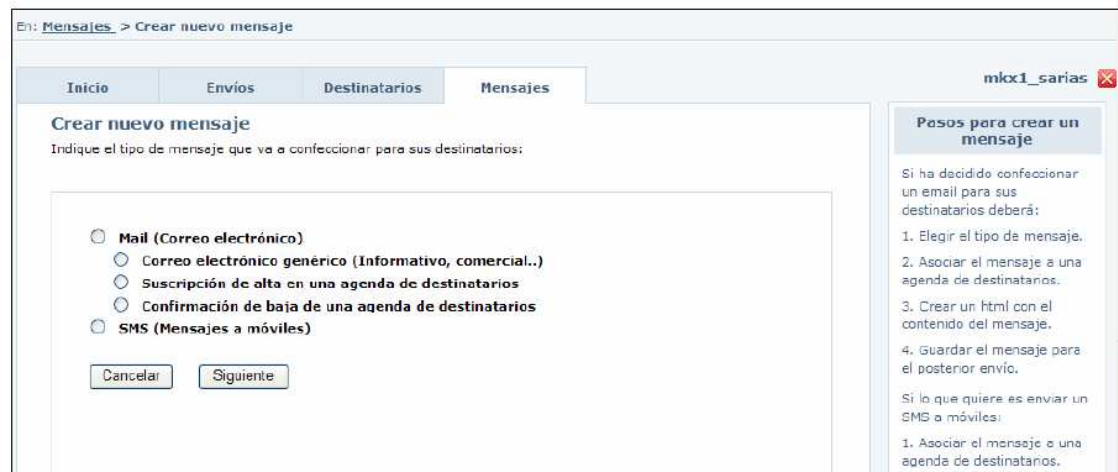 En: Mensajes > Crear nuevo mensaje
Inicio
Envíos
Destinatarios
Mensajes
mkx1_sarias
Crear nuevo mensaje
Indique el tipo de mensaje que va a confeccionar para sus destinatarios:
Mail (Correo electrónico)
Correo electrónico genérico (Informativo, comercial..)
Suscripción de alta en una agenda de destinatarios
Confirmación de baja de una agenda de destinatarios
SMS (Mensajes a móviles)
Cancelar
Siguiente
Pasos para crear un
mensaje
Si ha decidido confeccionar
un email para sus
destinatarios deberá:
1. Elegir el tipo de mensaje.
2. Asociar el mensaje a una
agenda de destinatarios.
3. Crear un html con el
contenido del mensaje.
4. Guardar el mensaje para
el posterior envío.
Si lo que quiere es enviar un
SMS a móviles:
1. Asociar el mensaje a una
agenda de destinatarios.